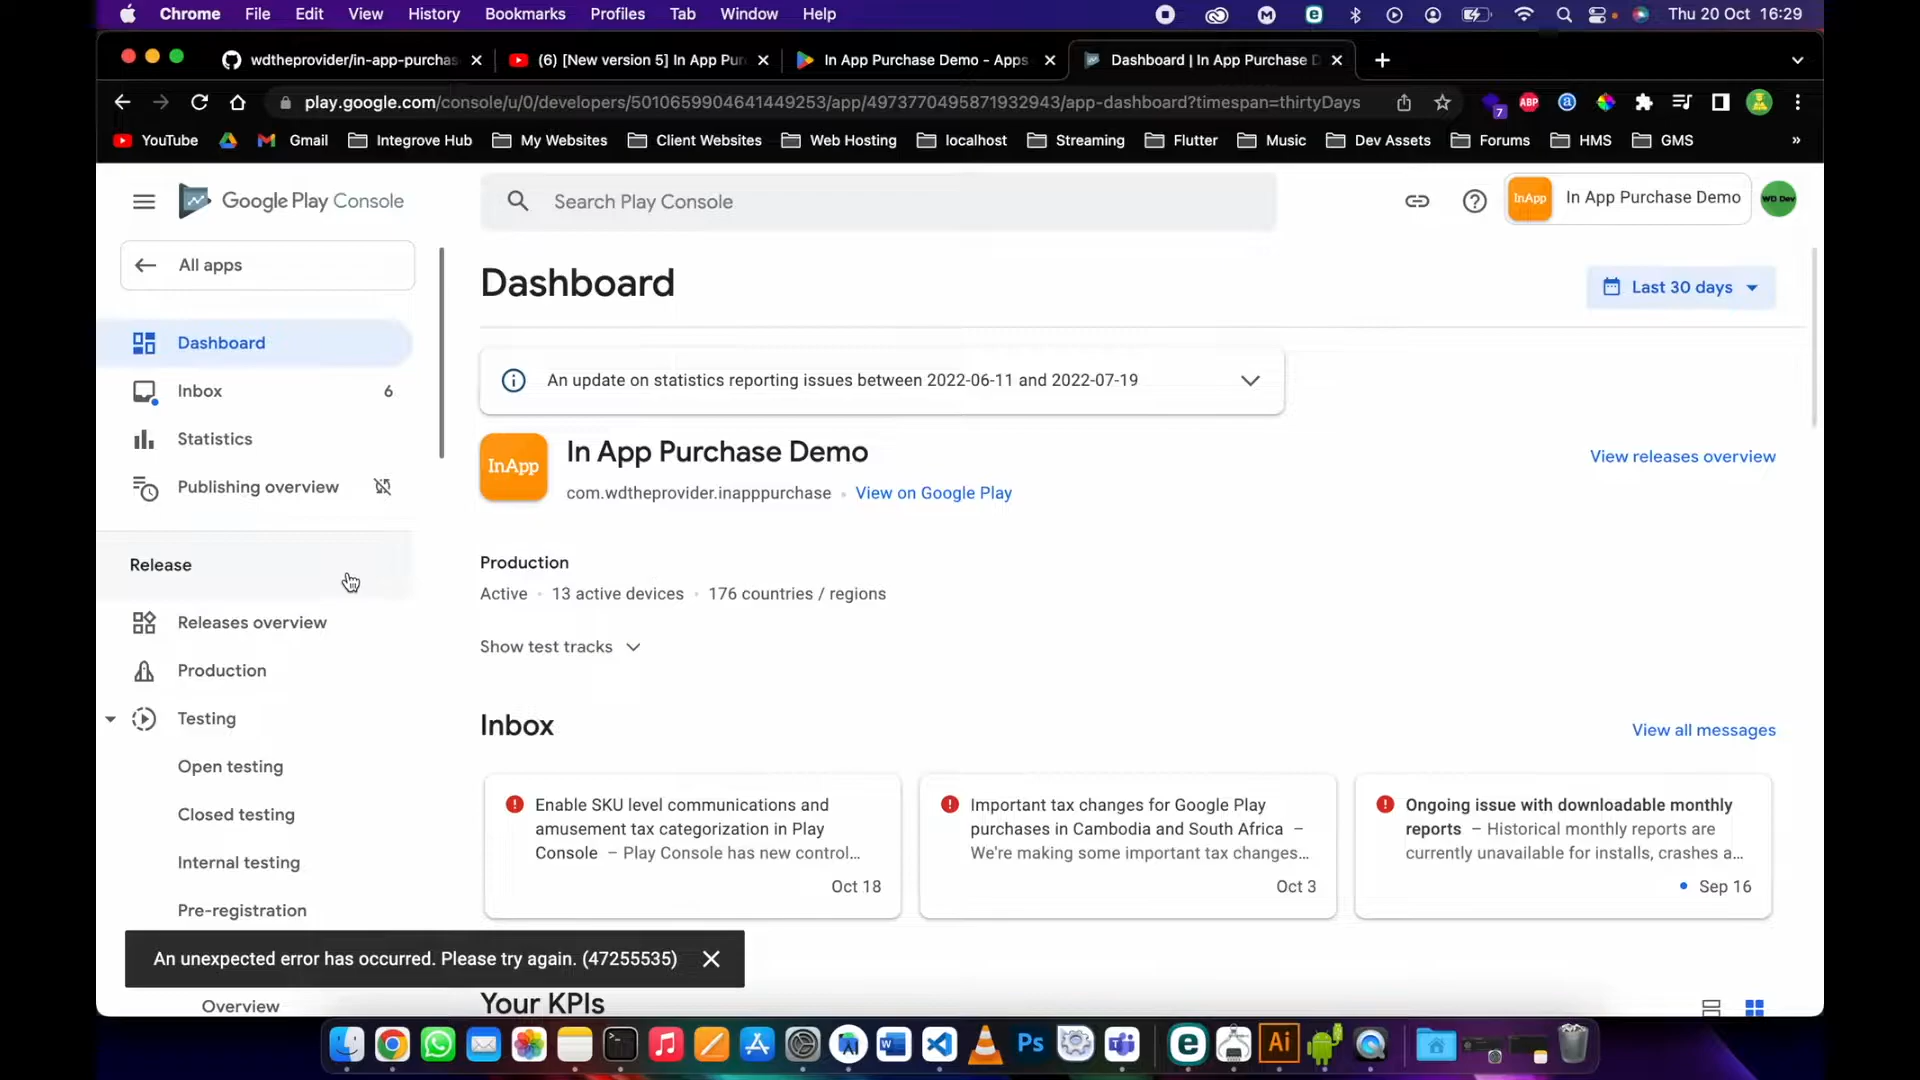 Chrome File Edit View History Bookmarks Profiles Tab Window Help Thu 20 Oct 16:29
wdtheprovider/in-app-purchas (6) [New version 5] In App Pur In App Purchase Demo - Apps Dashboard | In App Purchase D
play.google.com/console/u/0/developers/5010659904641449253/app/4973770495871932943/app-dashboard?timespan=thirtyDays 7 ABP
YouTube Gmail Integrove Hub My Websites Client Websites Web Hosting localhost Streaming Flutter Music Dev Assets Forums HMS GMS »
Google Play Console
Search Play Console
InApp In App Purchase Demo WD Dev
All apps
Dashboard
Inbox 6
Statistics
Publishing overview
Release
Releases overview
Production
Testing
Open testing
Closed testing
Internal testing
Pre-registration
Overview
An unexpected error has occurred. Please try again. (47255535)
Dashboard
Last 30 days
An update on statistics reporting issues between 2022-06-11 and 2022-07-19
InApp
In App Purchase Demo
com.wdtheprovider.inapppurchase • View on Google Play
View releases overview
Production
Active • 13 active devices • 176 countries / regions
Show test tracks
Inbox
View all messages
Enable SKU level communications and
amusement tax categorization in Play
Console – Play Console has new control...
Oct 18
Important tax changes for Google Play
purchases in Cambodia and South Africa –
We're making some important tax changes...
Oct 3
Ongoing issue with downloadable monthly
reports – Historical monthly reports are
currently unavailable for installs, crashes a...
Sep 16
Your KPIs
Ps Ai